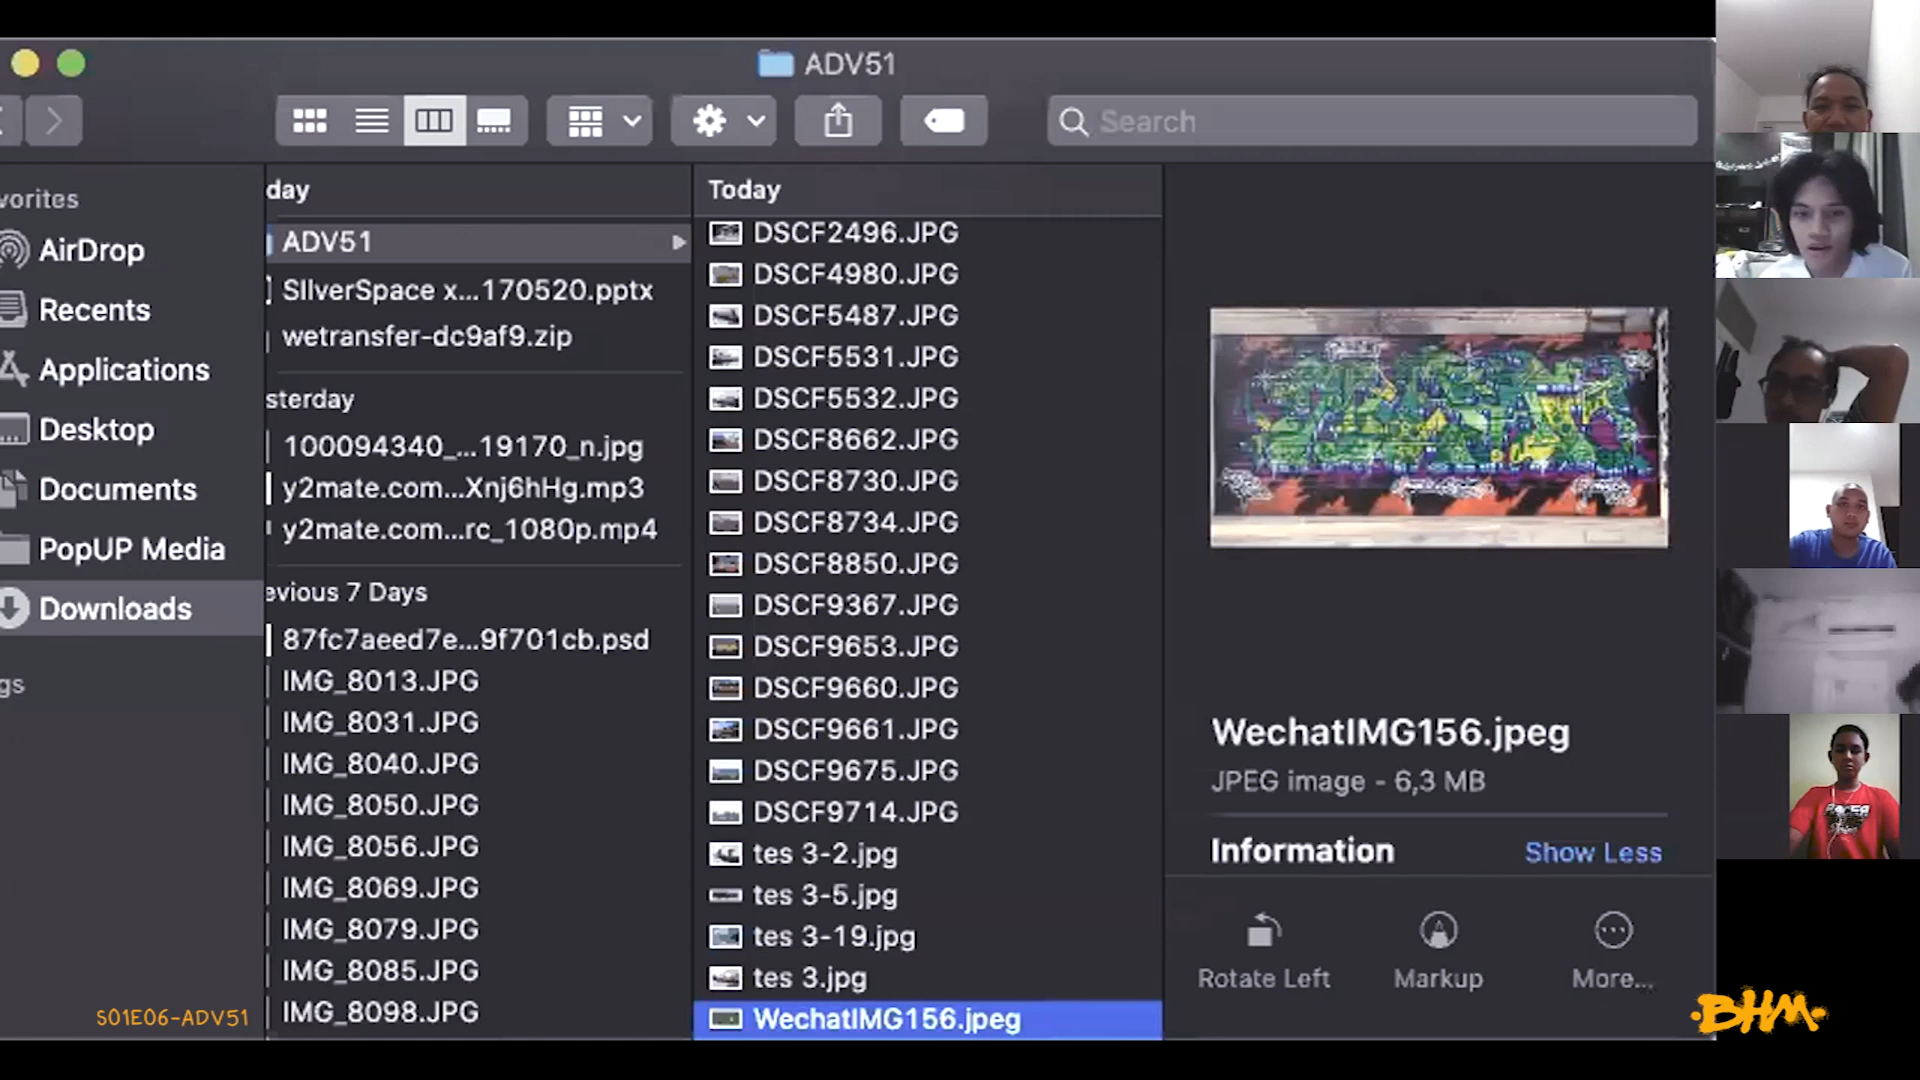 ADV51
Search
vorites
AirDrop
Recents
Applications
Desktop
Documents
PopUP Media
Downloads
gs
day
ADV51
SIlverSpace x...170520.pptx
wetransfer-dc9af9.zip
sterday
100094340_...19170_n.jpg
y2mate.com...Xnj6hHg.mp3
y2mate.com...rc_1080p.mp4
evious 7 Days
87fc7aeed7e...9f701cb.psd
IMG_8013.JPG
IMG_8031.JPG
IMG_8040.JPG
IMG_8050.JPG
IMG_8056.JPG
IMG_8069.JPG
IMG_8079.JPG
IMG_8085.JPG
IMG_8098.JPG
Today
DSCF2496.JPG
DSCF4980.JPG
DSCF5487.JPG
DSCF5531.JPG
DSCF5532.JPG
DSCF8662.JPG
DSCF8730.JPG
DSCF8734.JPG
DSCF8850.JPG
DSCF9367.JPG
DSCF9653.JPG
DSCF9660.JPG
DSCF9661.JPG
DSCF9675.JPG
DSCF9714.JPG
tes 3-2.jpg
tes 3-5.jpg
tes 3-19.jpg
tes 3.jpg
WechatIMG156.jpeg
WechatIMG156.jpeg
JPEG image - 6,3 MB
Information
Show Less
Rotate Left
Markup
More...
S01E06-ADV51
BHM